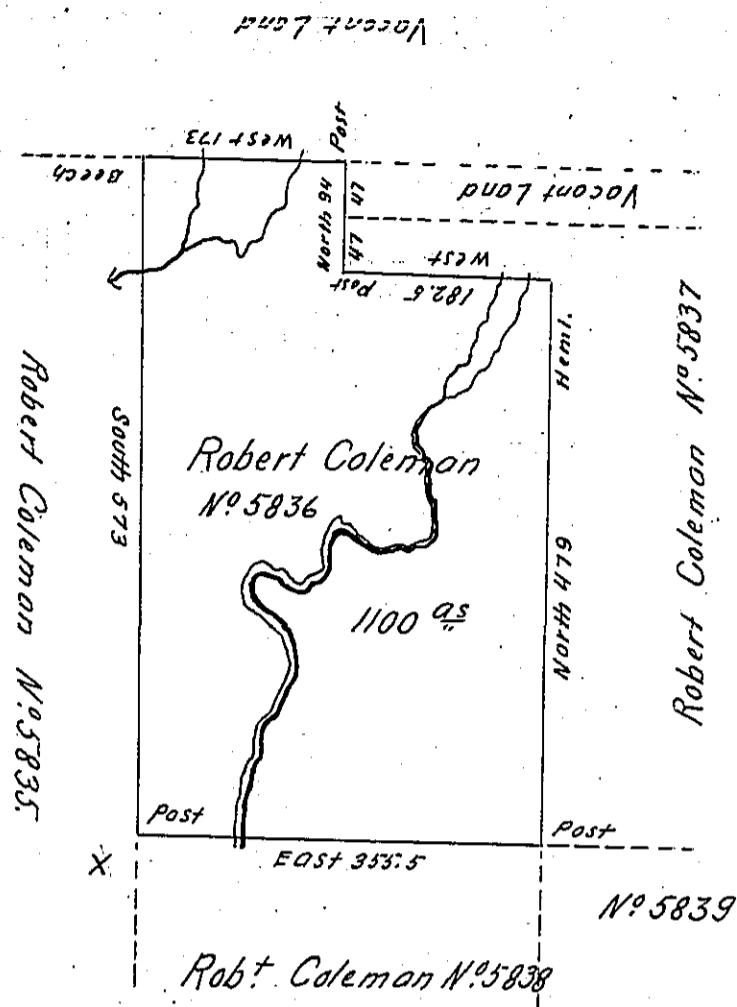 Vacant Land
West 173
Post
Beech
Vacant Land
North 94
47
47
West
182.5
Post
Heml.
Robert Coleman Nº 5837
Robert Coleman Nº 5835.
South 573
Robert Coleman
Nº 5836
1100 as
North 479
Post
Post
X
East 355.5
Nº 5839
Robt. Coleman Nº 5838